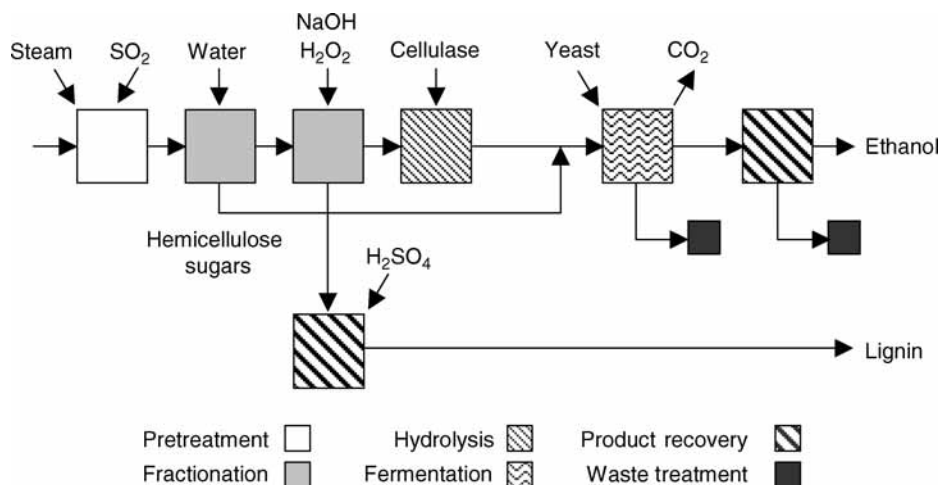 NaOH
Steam SO₂ Water H₂O₂ Cellulase Yeast CO₂
Ethanol
Hemicellulose
sugars
H₂SO₄
Lignin
Pretreatment Hydrolysis Product recovery
Fractionation Fermentation Waste treatment